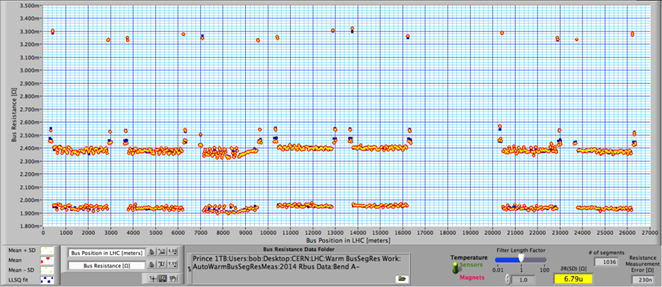 3.500m
3.400m
3.300m
3.200m
3.100m
3.000m
2.900m
2.800m
2.700m
2.600m
2.500m
2.400m
2.300m
2.200m
2.100m
2.000m
1.900m
1.800m
Bus Resistance [Ω]
0 1000 2000 3000 4000 5000 6000 7000 8000 9000 10000 11000 12000 13000 14000 15000 16000 17000 18000 19000 20000 21000 22000 23000 24000 25000 26000 27000
Bus Position in LHC [meters]
Mean + SD
Mean
Mean - SD
LLSQ fit
Bus Position in LHC [meters]
Bus Resistance [Ω]
Bus Resistance Data Folder
Prince 1TB:Users:bob:Desktop:CERN:LHC:Warm BusSegRes Work:
AutoWarmBusSegResMeas:2014 Rbus Data:Bend A-
Temperature
Sensors
Magnets
Filter Length Factor
0.01 1 100
1.0
# of segments
1036
6.79u
Resistance
Measurement
Error [Ω]
230n